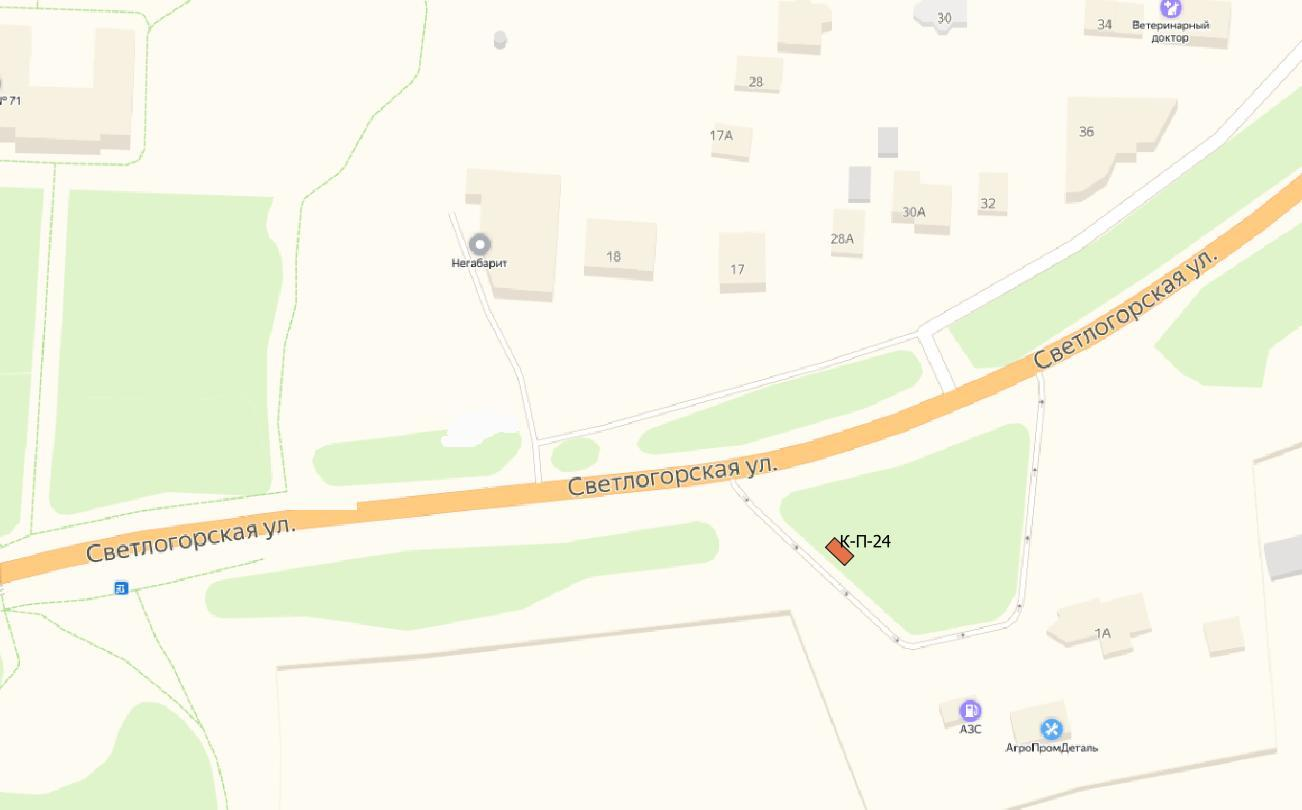 30
34
Ветеринарный
доктор
28
№ 71
17А
36
30А
32
28А
18
17
Негабарит
Светлогорская ул.
Светлогорская ул.
Светлогорская ул.
К-П-24
1А
АЗС
АгроПромДеталь